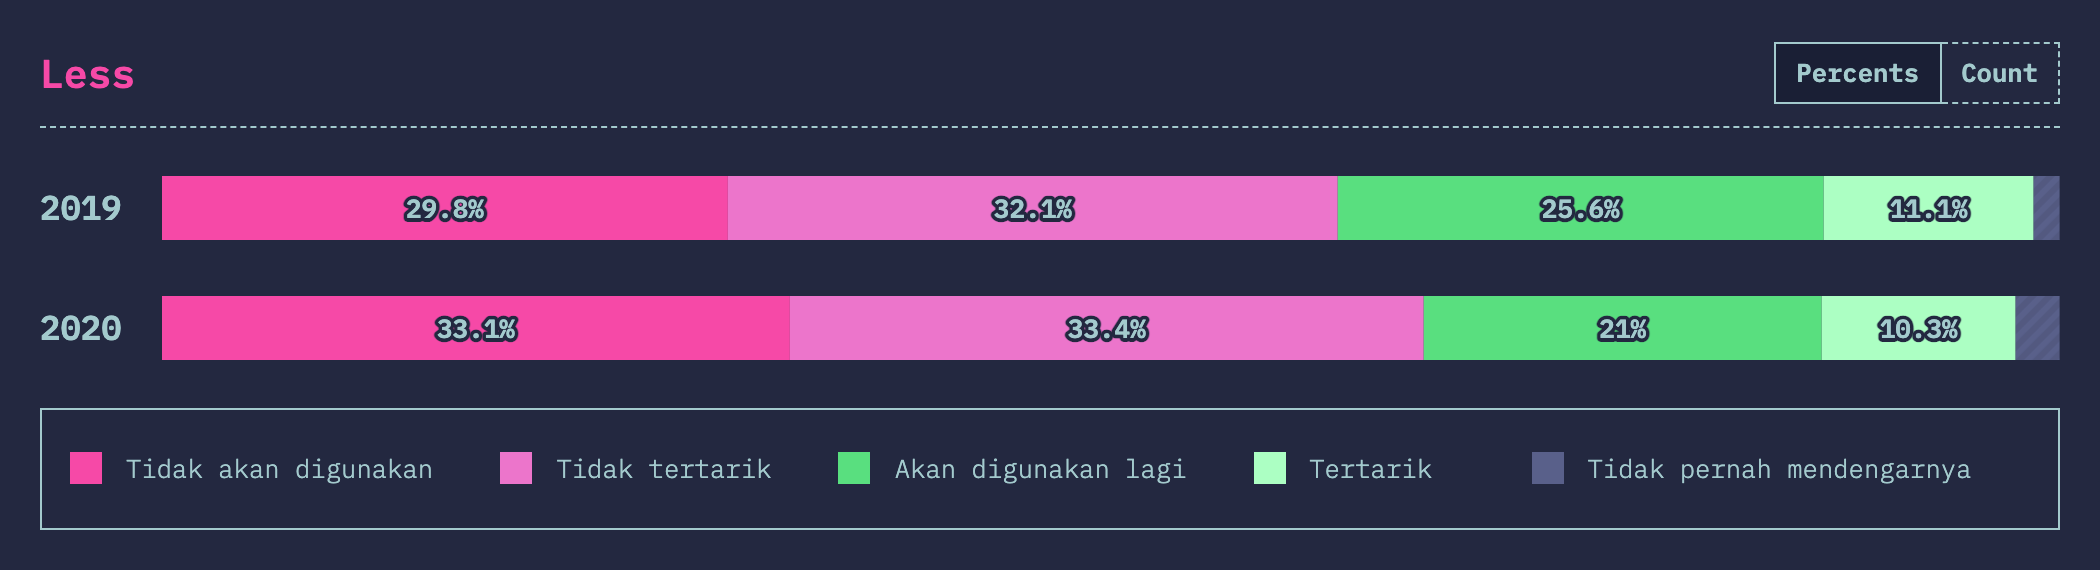 Less
Percents Count
2019 29.8% 32.1% 25.6% 11.1%
2020 33.1% 33.4% 21% 10.3%
Tidak akan digunakan Tidak tertarik Akan digunakan lagi Tertarik Tidak pernah mendengarnya